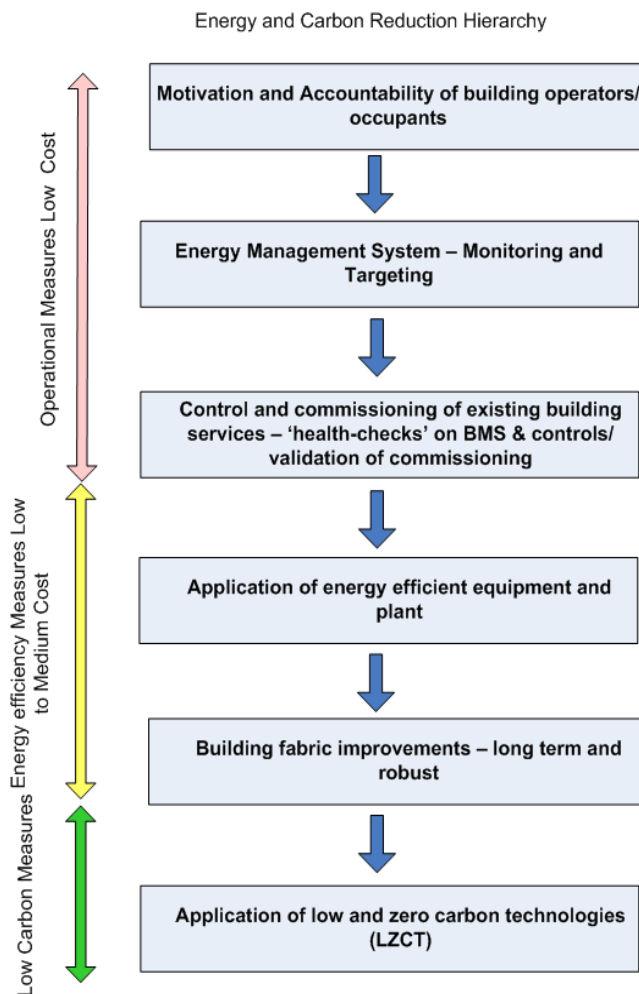 Energy and Carbon Reduction Hierarchy
Motivation and Accountability of building operators/
occupants
Energy Management System – Monitoring and
Targeting
Control and commissioning of existing building
services – ‘health-checks’ on BMS & controls/
validation of commissioning
Application of energy efficient equipment and
plant
Building fabric improvements – long term and
robust
Application of low and zero carbon technologies
(LZCT)
Operational Measures Low  Cost
Energy efficiency Measures Low
to Medium Cost
Low Carbon Measures